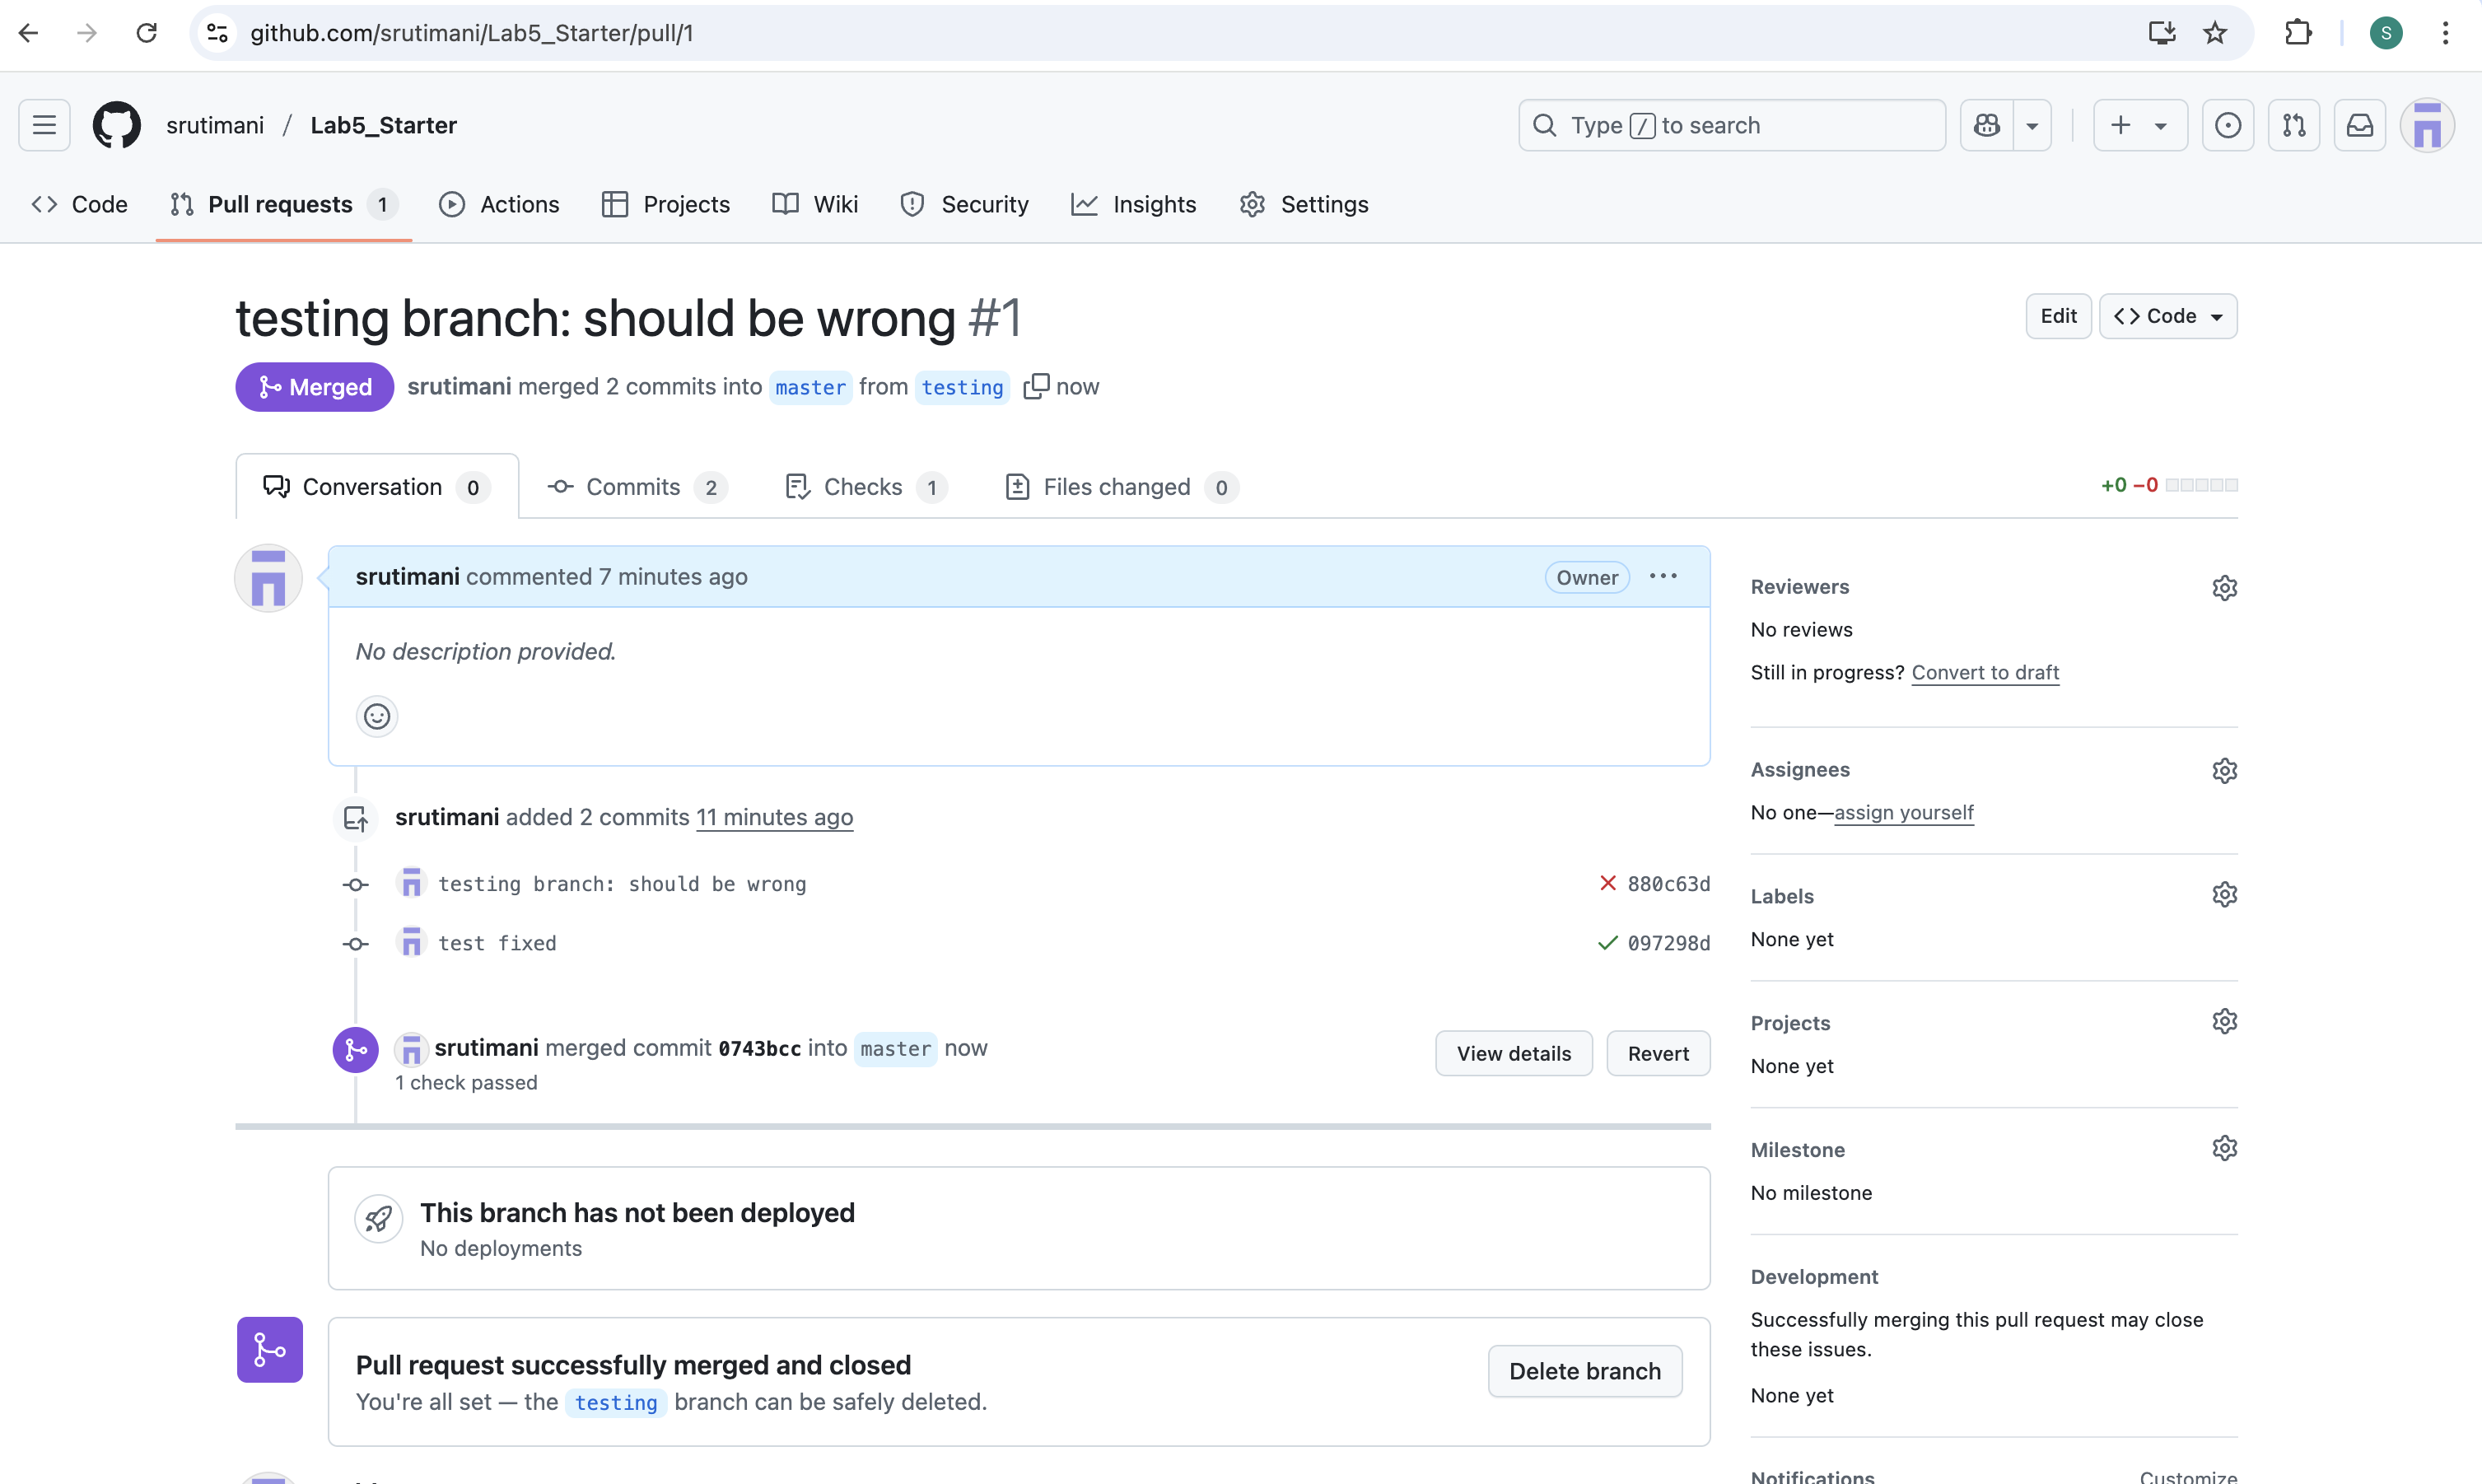 github.com/srutimani/Lab5_Starter/pull/1
S
srutimani / Lab5_Starter
Type / to search
Code
Pull requests 1
Actions
Projects
Wiki
Security
Insights
Settings
testing branch: should be wrong #1
Edit
Code
Merged
srutimani merged 2 commits into master from testing now
Conversation 0
Commits 2
Checks 1
Files changed 0
+0 −0
srutimani commented 7 minutes ago
Owner
No description provided.
srutimani added 2 commits 11 minutes ago
testing branch: should be wrong
880c63d
test fixed
097298d
srutimani merged commit 0743bcc into master now
1 check passed
View details
Revert
This branch has not been deployed
No deployments
Pull request successfully merged and closed
You're all set — the testing branch can be safely deleted.
Delete branch
Reviewers
No reviews
Still in progress? Convert to draft
Assignees
No one—assign yourself
Labels
None yet
Projects
None yet
Milestone
No milestone
Development
Successfully merging this pull request may close
these issues.
None yet
Notifications
Customize